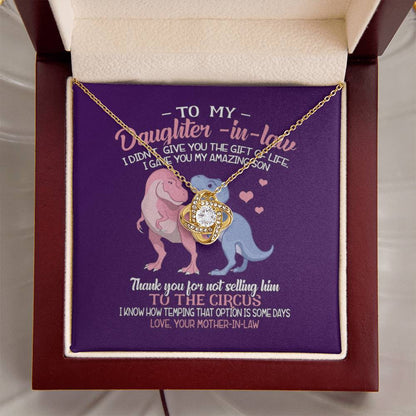 TO MY
Daughter-in-law
I DIDN'T GIVE YOU THE GIFT OF LIFE,
I GAVE YOU MY AMAZING SON
Thank you for not selling him
TO THE CIRCUS
I KNOW HOW TEMPING THAT OPTION IS SOME DAYS
LOVE, YOUR MOTHER-IN-LAW